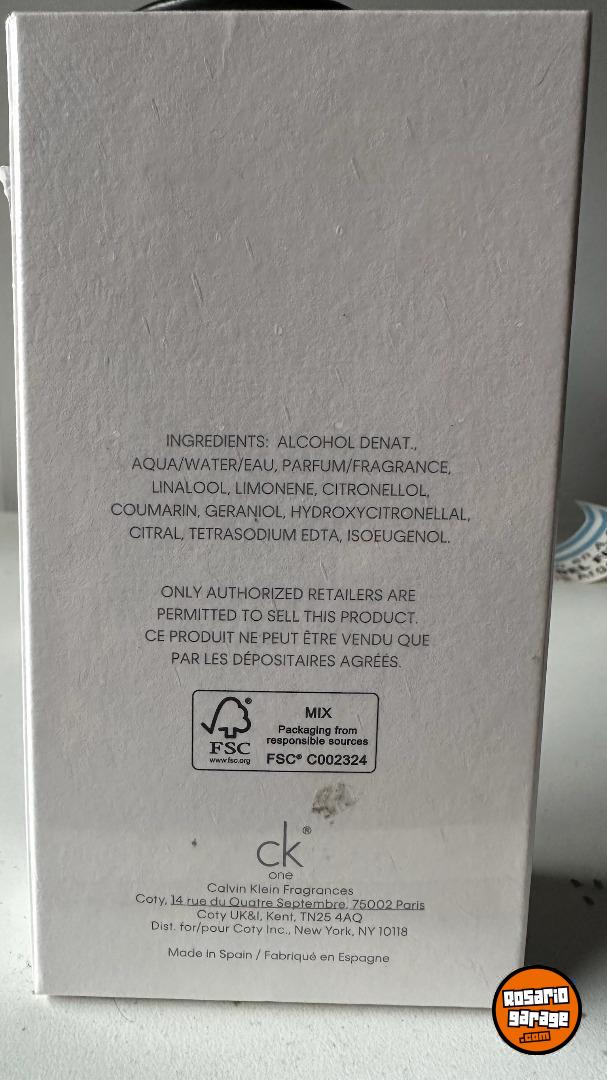 INGREDIENTS: ALCOHOL DENAT.,
AQUA/WATER/EAU, PARFUM/FRAGRANCE,
LINALOOL, LIMONENE, CITRONELLOL,
COUMARIN, GERANIOL, HYDROXYCITRONELLAL,
CITRAL, TETRASODIUM EDTA, ISOEUGENOL.
ONLY AUTHORIZED RETAILERS ARE
PERMITTED TO SELL THIS PRODUCT.
CE PRODUIT NE PEUT ÊTRE VENDU QUE
PAR LES DÉPOSITAIRES AGRÉÉS.
FSC
www.fsc.org
MIX
Packaging from
responsible sources
FSC® C002324
ck®
one
Calvin Klein Fragrances
Coty, 14 rue du Quatre Septembre, 75002 Paris
Coty UK&I, Kent, TN25 4AQ
Dist. for/pour Coty Inc., New York, NY 10118
Made in Spain / Fabriqué en Espagne
Rosario
garage
.com